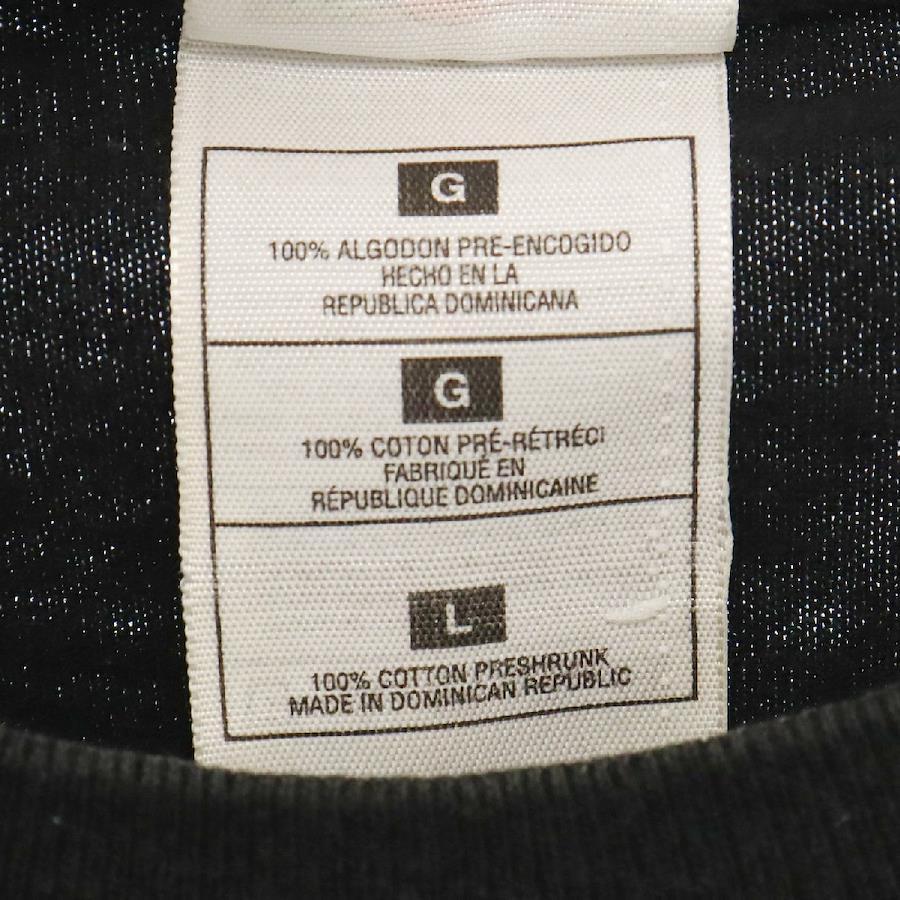 G
100% ALGODON PRE-ENCOGIDO
HECHO EN LA
REPUBLICA DOMINICANA
G
100% COTON PRÉ-RÉTRÉCI
FABRIQUÉ EN
RÉPUBLIQUE DOMINICAINE
L
100% COTTON PRESHRUNK
MADE IN DOMINICAN REPUBLIC